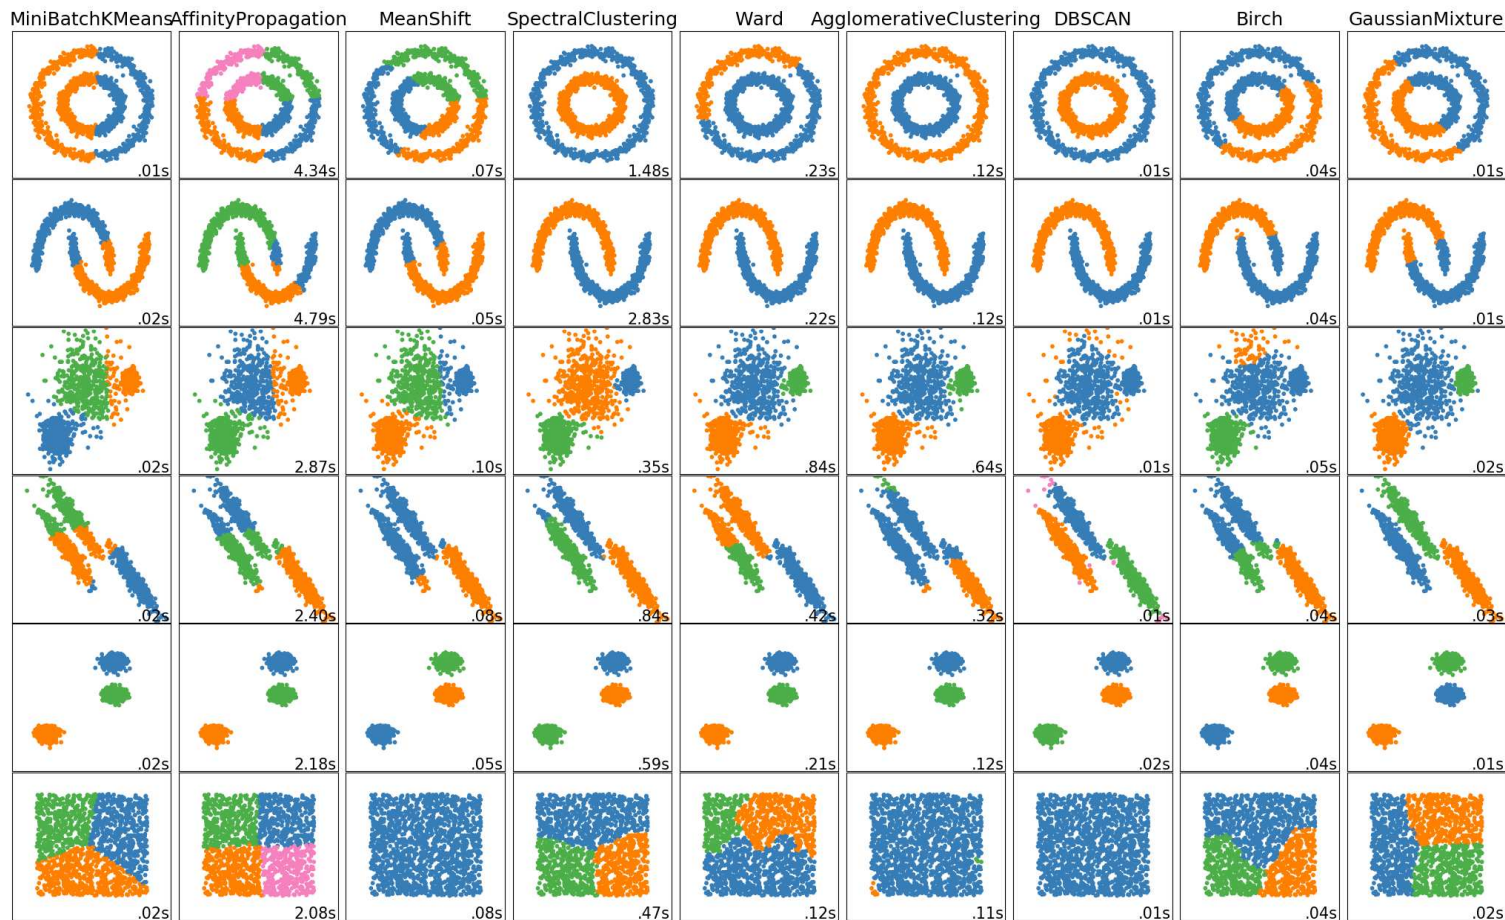 MiniBatchKMeans AffinityPropagation MeanShift SpectralClustering Ward AgglomerativeClustering DBSCAN Birch GaussianMixture
.01s 4.34s .07s 1.48s .23s .12s .01s .04s .01s
.02s 4.79s .05s 2.83s .22s .12s .01s .04s .01s
.02s 2.87s .10s .35s .84s .64s .01s .05s .02s
.02s 2.40s .08s .84s .42s .32s .01s .04s .03s
.02s 2.18s .05s .59s .21s .12s .02s .04s .01s
.02s 2.08s .08s .47s .12s .11s .01s .04s .02s